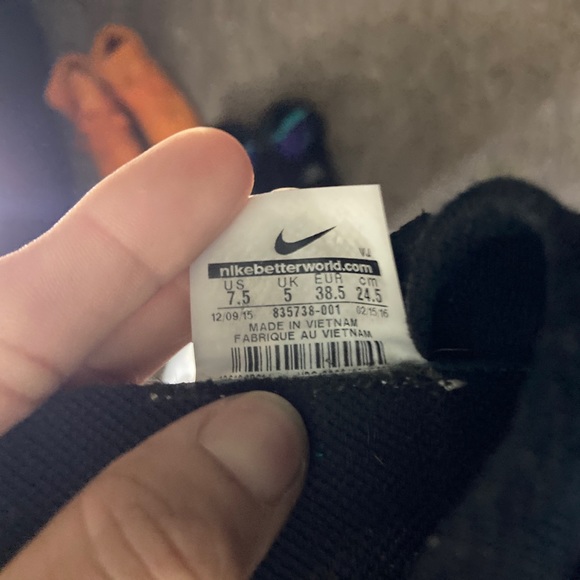 VJ
nikebetterworld.com
US UK EUR cm
7.5 5 38.5 24.5
12/09/15 835738-001 02/15/16
MADE IN VIETNAM
FABRIQUE AU VIETNAM